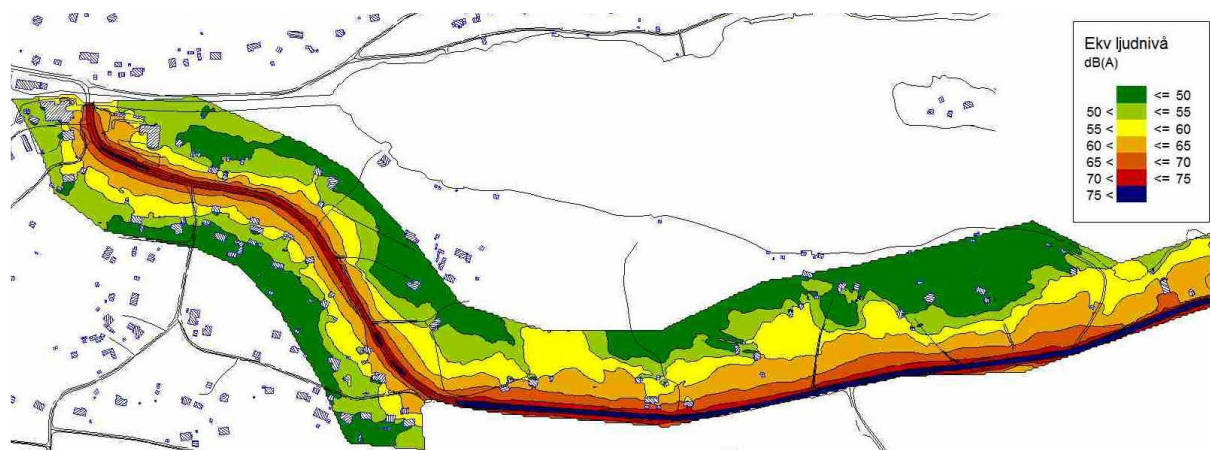 Ekv ljudnivå
dB(A)
<= 50
50 < <= 55
55 < <= 60
60 < <= 65
65 < <= 70
70 < <= 75
75 <